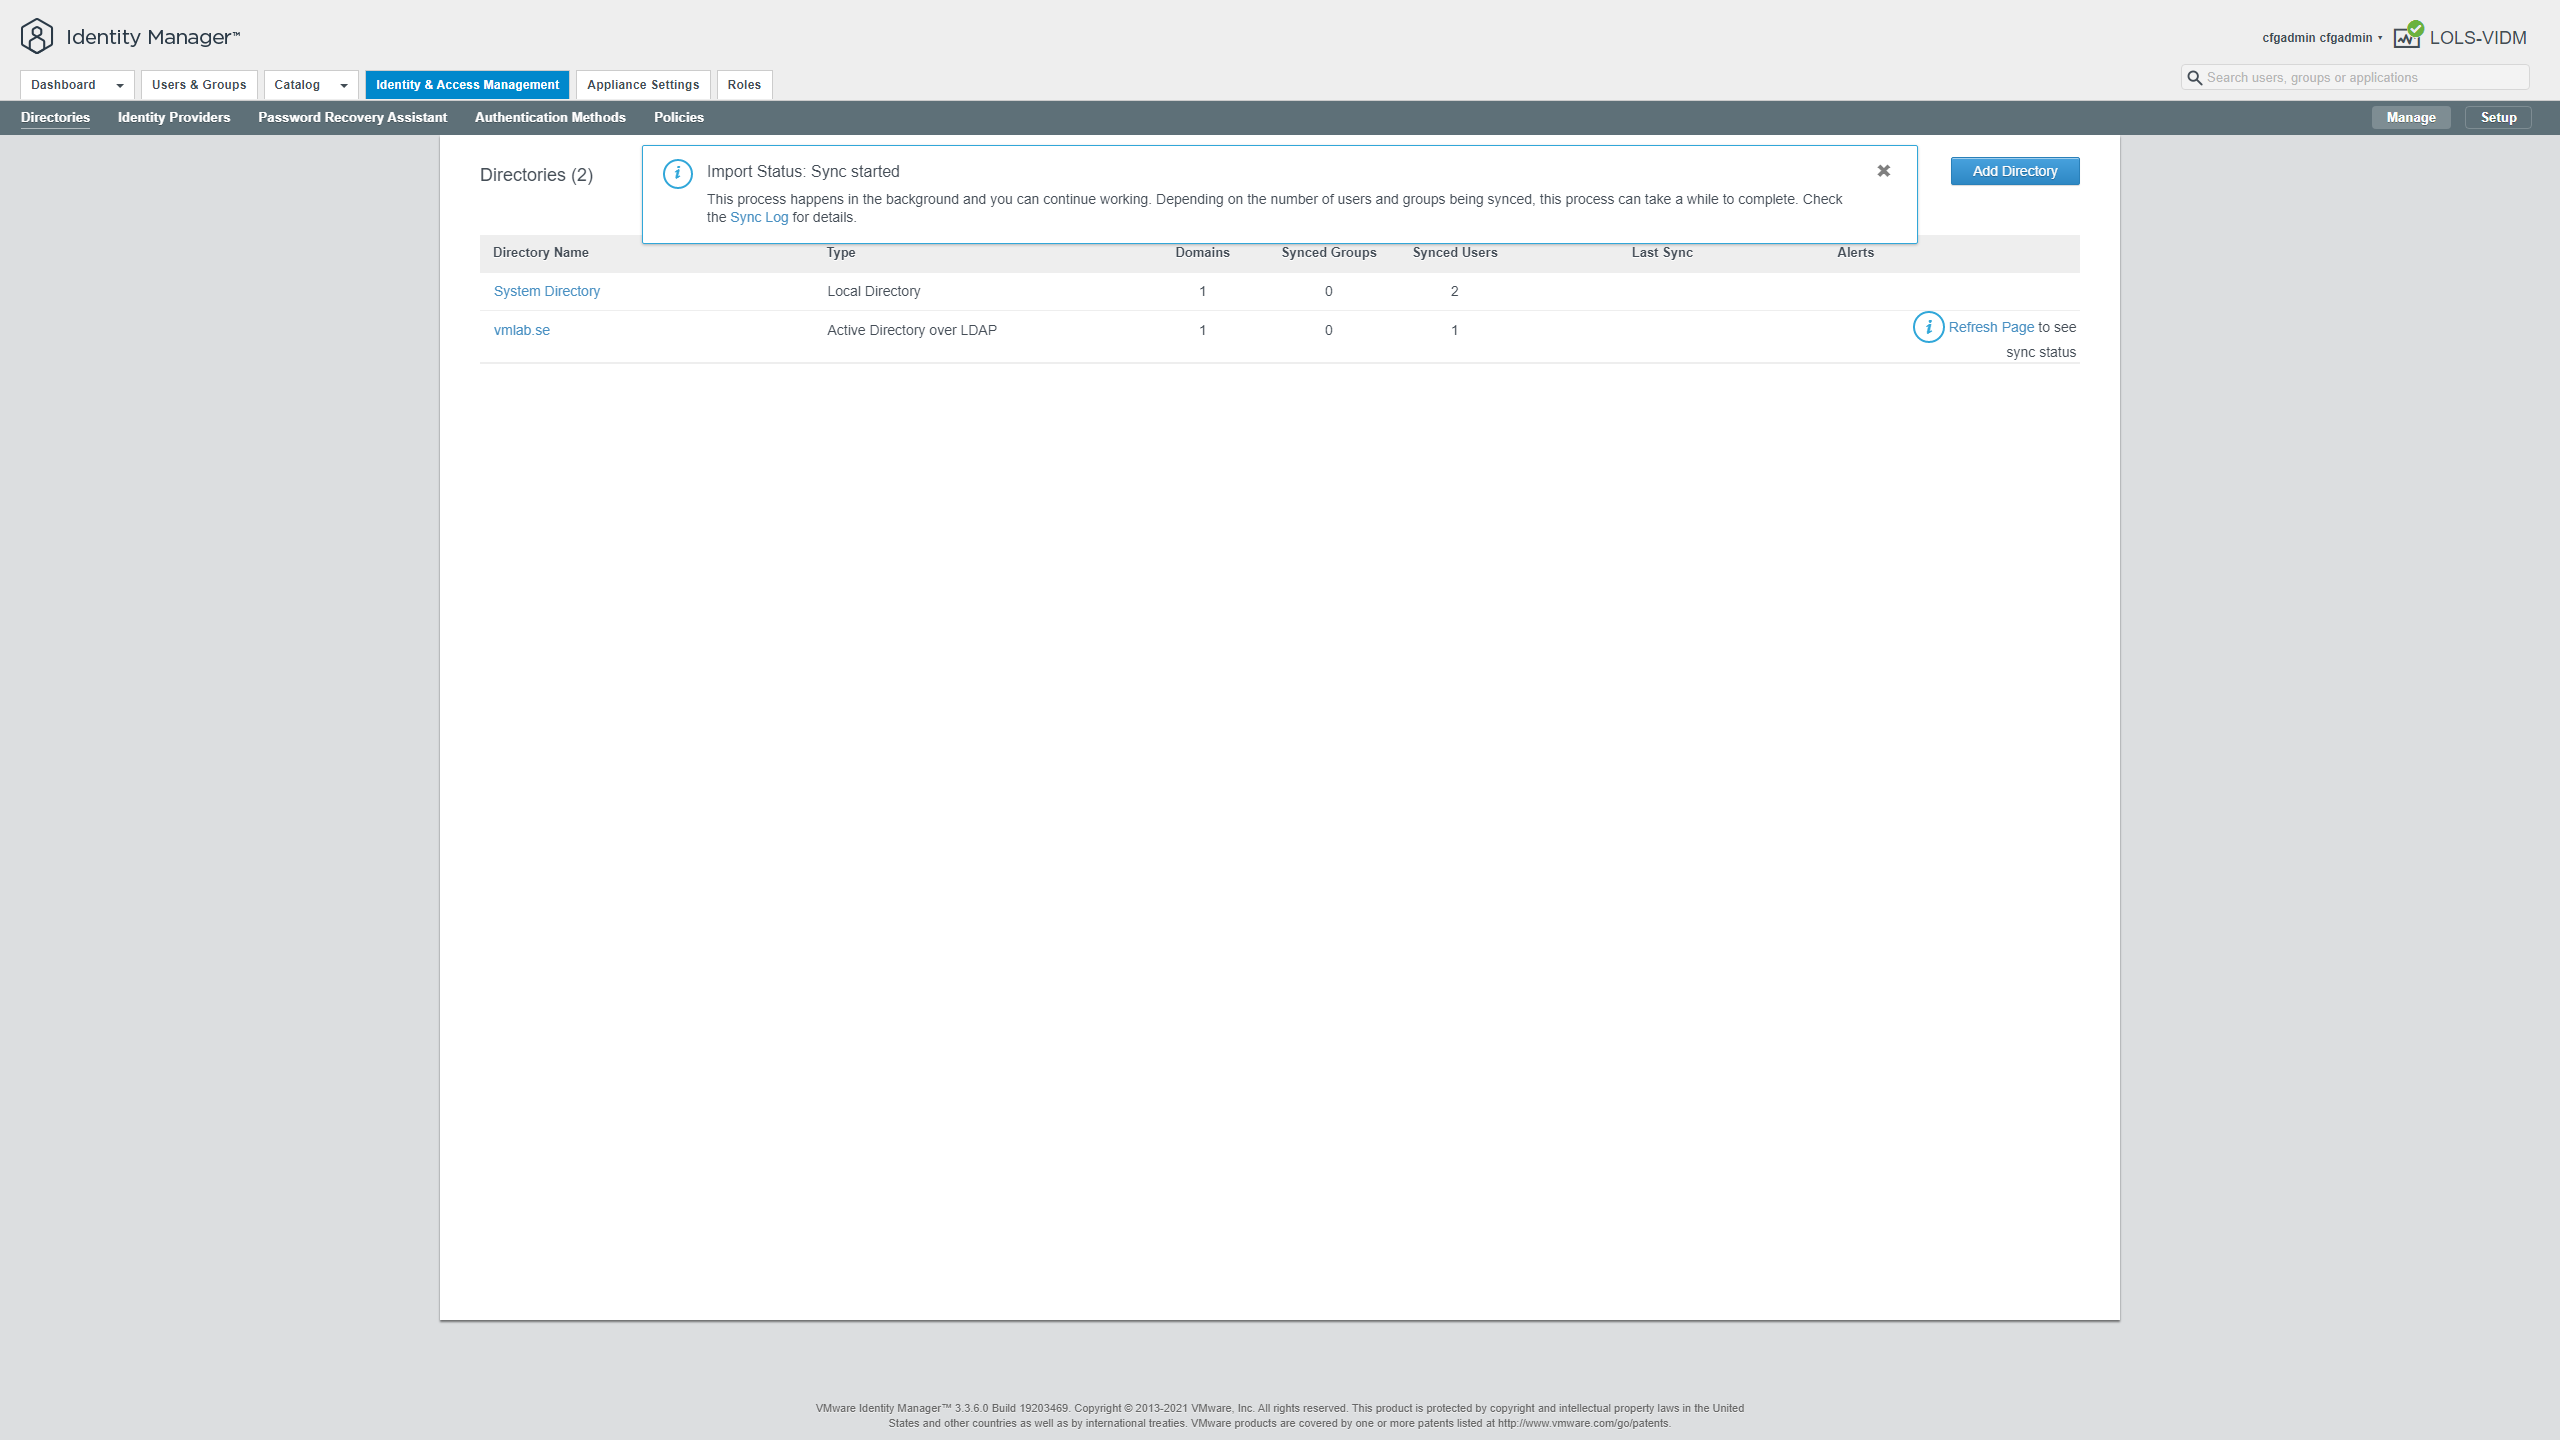 Identity Manager™
cfgadmin cfgadmin
LOLS-VIDM
Dashboard
Users & Groups
Catalog
Identity & Access Management
Appliance Settings
Roles
Search users, groups or applications
Directories
Identity Providers
Password Recovery Assistant
Authentication Methods
Policies
Manage
Setup
Directories (2)
Import Status: Sync started
This process happens in the background and you can continue working. Depending on the number of users and groups being synced, this process can take a while to complete. Check
the Sync Log for details.
Add Directory
Directory Name Type Domains Synced Groups Synced Users Last Sync Alerts
System Directory Local Directory 1 0 2
vmlab.se Active Directory over LDAP 1 0 1 Refresh Page to see
sync status
VMware Identity Manager™ 3.3.6.0 Build 19203469. Copyright © 2013-2021 VMware, Inc. All rights reserved. This product is protected by copyright and intellectual property laws in the United
States and other countries as well as by international treaties. VMware products are covered by one or more patents listed at http://www.vmware.com/go/patents.